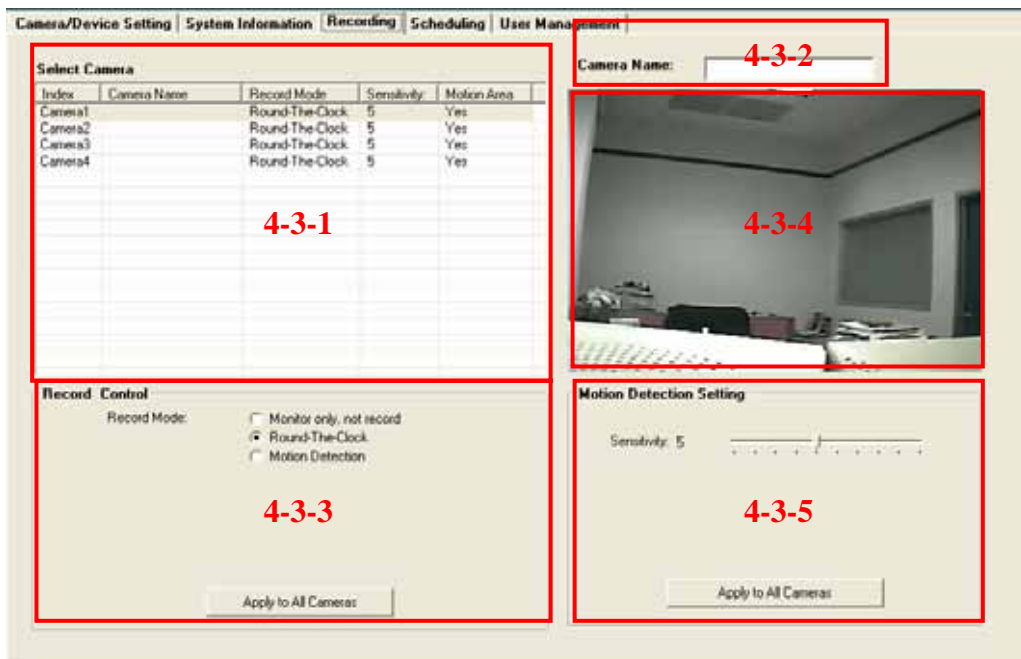 Camera/Device Setting System Information Recording Scheduling User Management
Select Camera
Index Camera Name Record Mode Sensitivity Motion Area
Camera1 Round-The-Clock 5 Yes
Camera2 Round-The-Clock 5 Yes
Camera3 Round-The-Clock 5 Yes
Camera4 Round-The-Clock 5 Yes
4-3-1
Camera Name:
4-3-2
4-3-4
Record Control
Record Mode:
Monitor only, not record
Round-The-Clock
Motion Detection
4-3-3
Apply to All Cameras
Motion Detection Setting
Sensitivity: 5
4-3-5
Apply to All Cameras